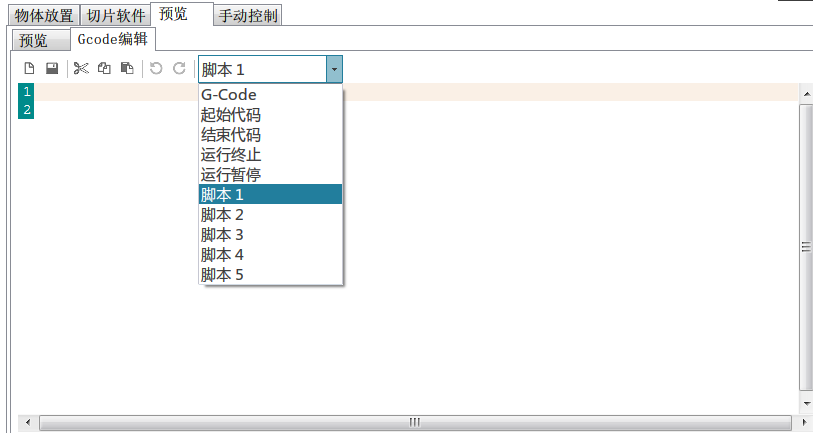 物体放置 切片软件 预览 手动控制
预览 Gcode编辑
脚本 1
1
2
G-Code
起始代码
结束代码
运行终止
运行暂停
脚本 1
脚本 2
脚本 3
脚本 4
脚本 5